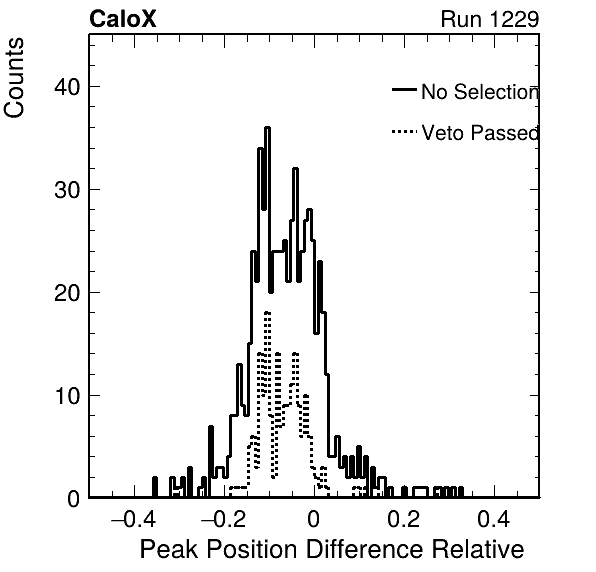 CaloX Run 1229
Counts
40
30
20
10
0
No Selection
Veto Passed
−0.4 −0.2 0 0.2 0.4
Peak Position Difference Relative